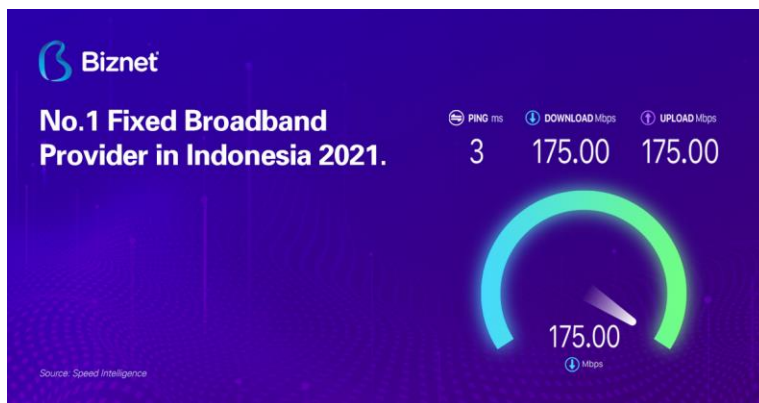 Biznet
No.1 Fixed Broadband
Provider in Indonesia 2021.
PING ms
DOWNLOAD Mbps
UPLOAD Mbps
3
175.00
175.00
175.00
Mbps
Source: Speed Intelligence